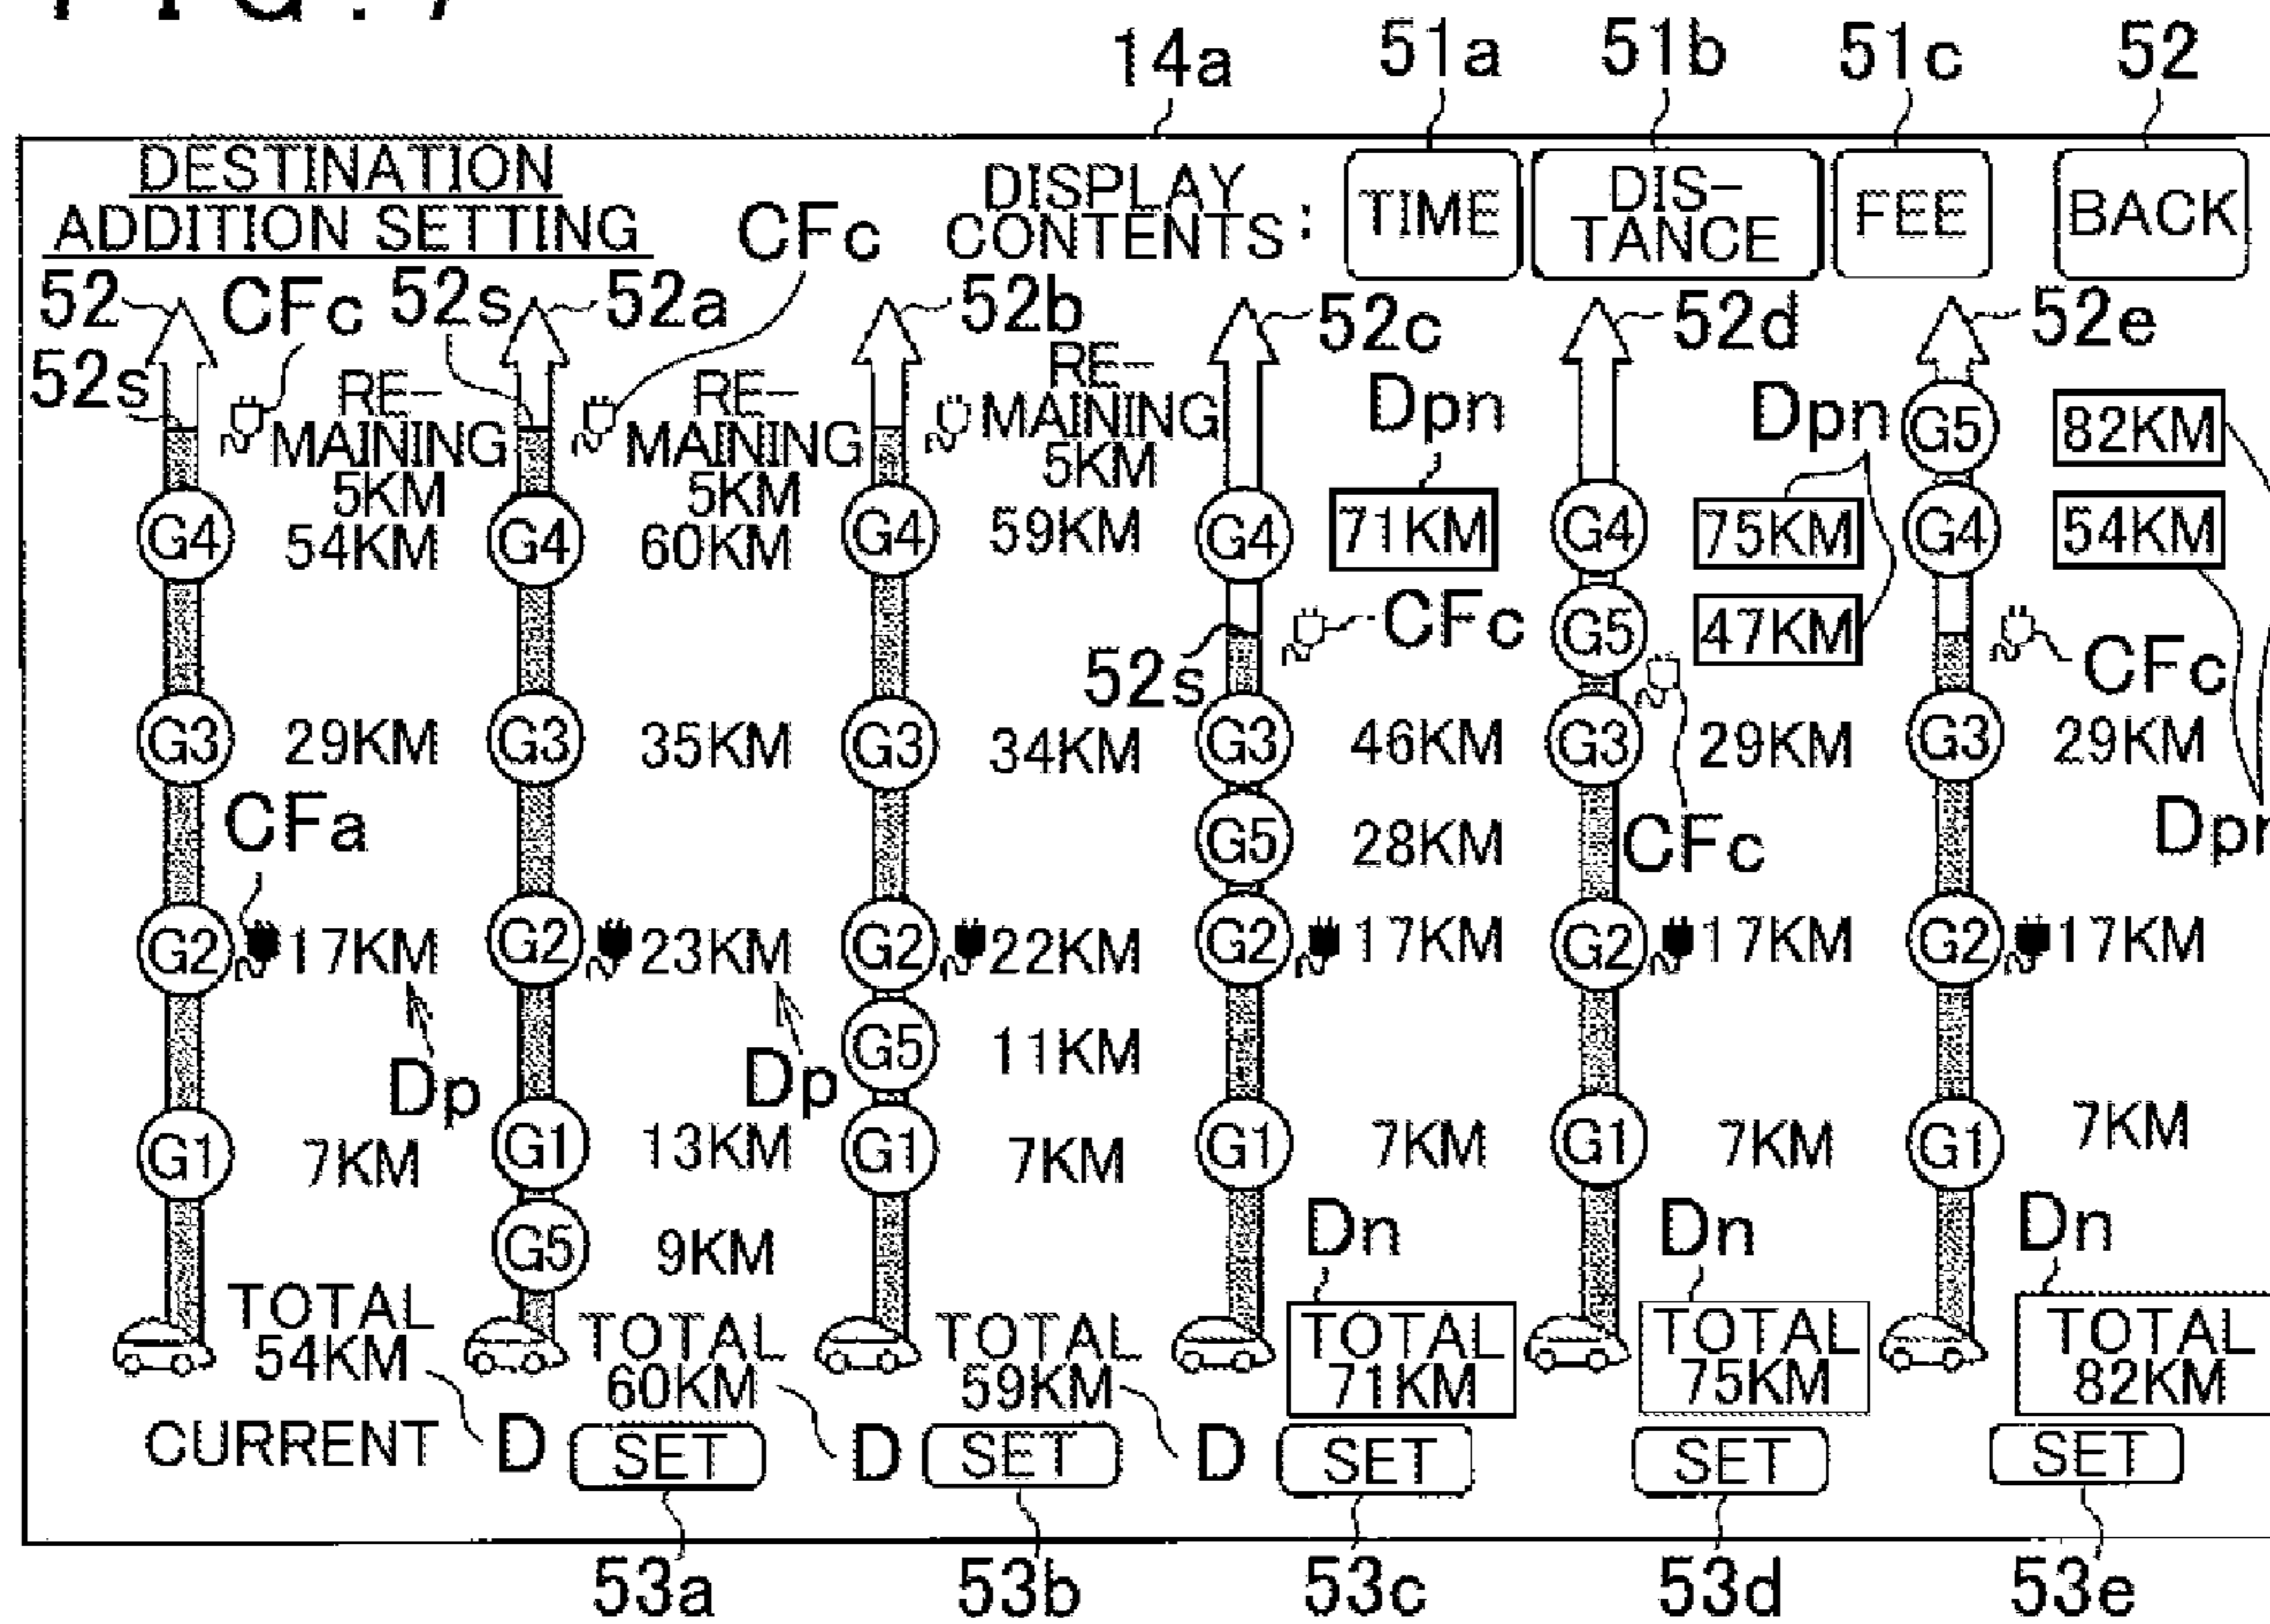 FIG. 7
14a 51a 51b 51c 52
DESTINATION
ADDITION SETTING
DISPLAY
CONTENTS :
TIME
DIS-
TANCE
FEE
BACK
52 CFc 52s 52a CFc 52b 52c 52d 52e
52s
RE-
MAINING
5KM
RE-
MAINING
5KM
RE-
MAINING
5KM
Dpn Dpn G5 82KM
G4 54KM G4 60KM G4 59KM G4 71KM G4 75KM G4 54KM
CFc G5 47KM CFc
52s
G3 29KM G3 35KM G3 34KM G3 46KM G3 29KM G3 29KM
CFa G5 28KM CFc
G2 17KM G2 23KM G2 22KM G2 17KM G2 17KM G2 17KM
Dp Dp G5 11KM
G1 7KM G1 13KM G1 7KM G1 7KM G1 7KM G1 7KM
G5 9KM Dn Dn Dn
TOTAL
54KM
TOTAL
60KM
TOTAL
59KM
TOTAL
71KM
TOTAL
75KM
TOTAL
82KM
CURRENT D SET D SET D SET SET SET
53a 53b 53c 53d 53e